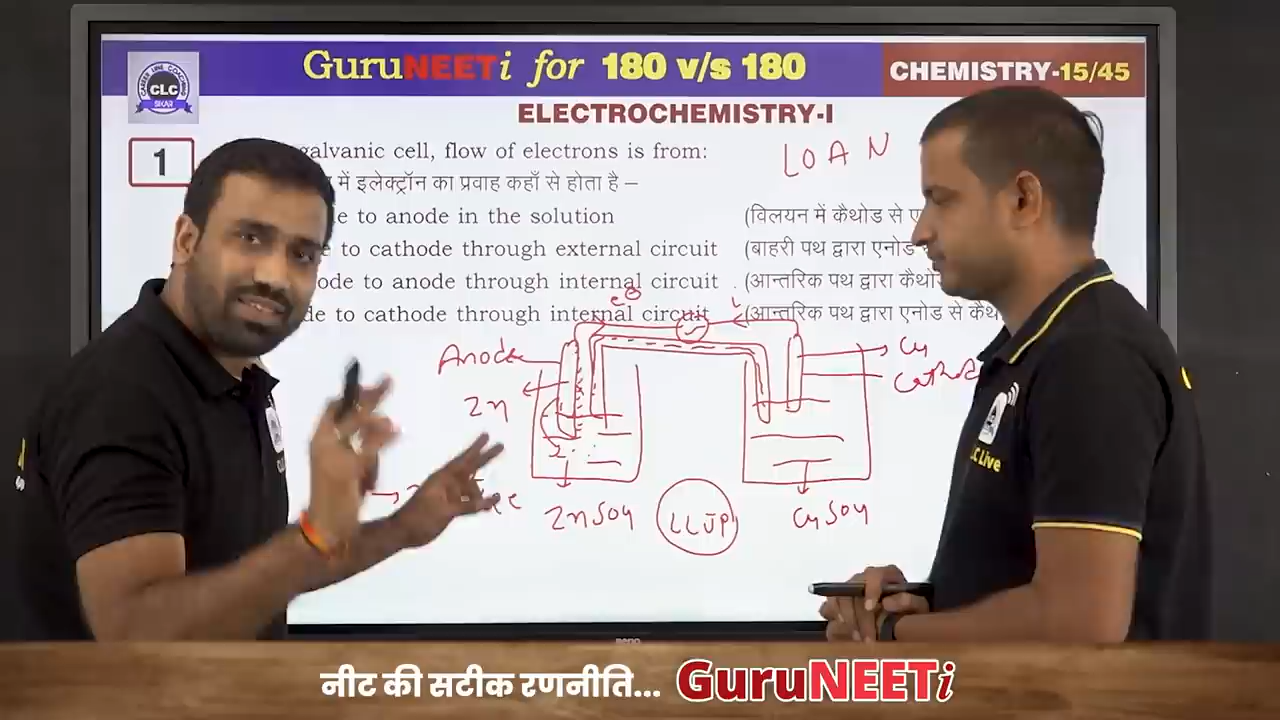 GuruNEETi for 180 v/s 180
CHEMISTRY-15/45
CLC
SIKAR
ELECTROCHEMISTRY-I
1
galvanic cell, flow of electrons is from:
LOAN
में इलेक्ट्रॉन का प्रवाह कहाँ से होता है –
to anode in the solution
(विलयन में कैथोड से
to cathode through external circuit
(बाहरी पथ द्वारा एनोड
to anode through internal circuit
(आन्तरिक पथ द्वारा
to cathode through internal circuit
(आन्तरिक पथ द्वारा एनोड से
Anode
Cu
Cathode
Zn
ZnSO4
LLJP
CuSO4
Live
नीट की सटीक रणनीति...
GuruNEETi